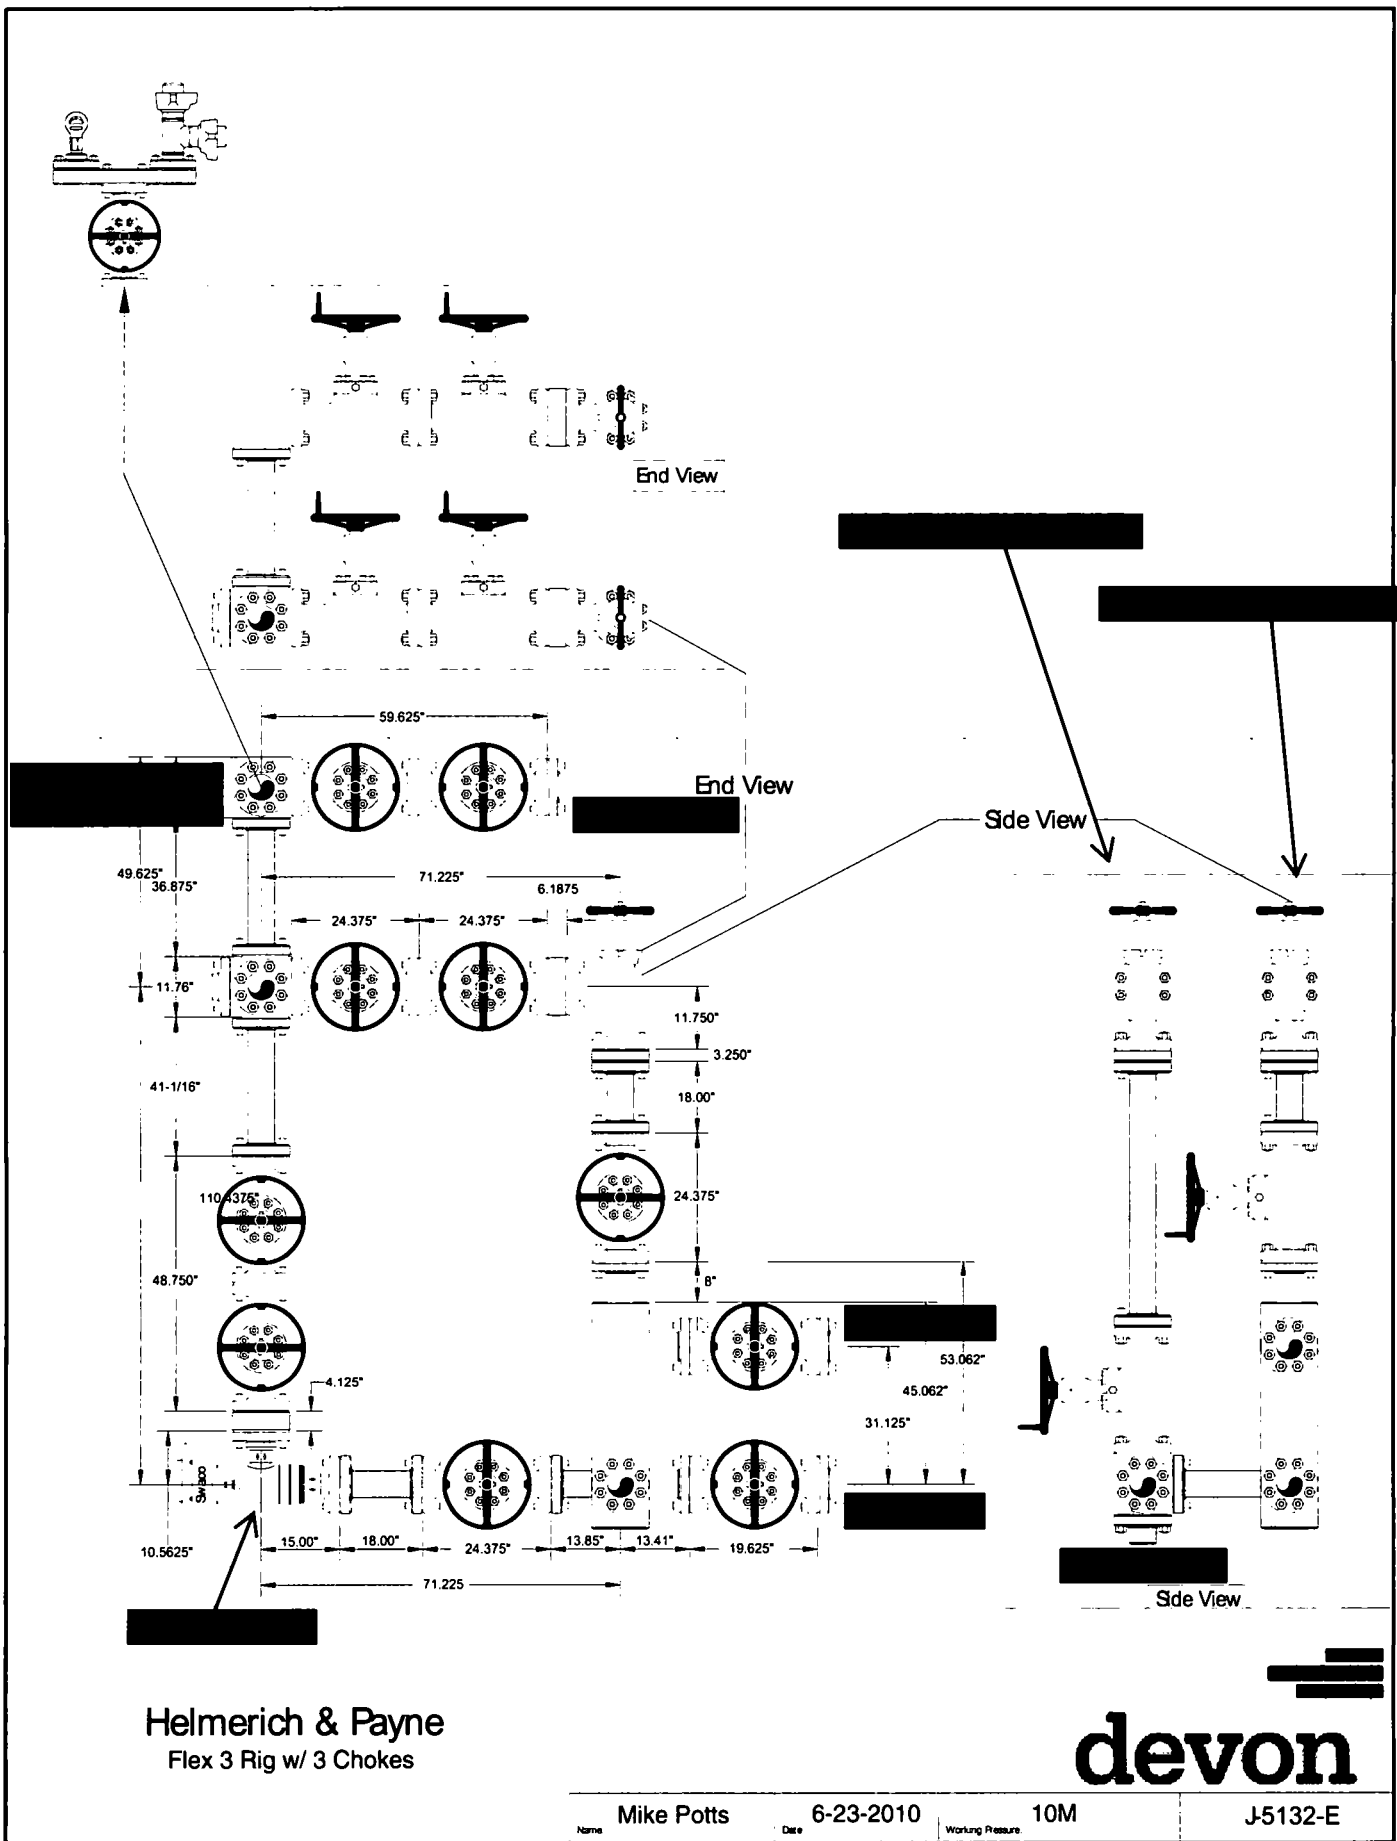 End View
59.625"
End View
Side View
49.625"
36.875"
71.225"
6.1875
24.375"
24.375"
11.76"
11.750"
3.250"
41-1/16"
18.00"
110.4375"
24.375"
48.750"
8"
4.125"
53.062"
45.062"
31.125"
Swaco
10.5625"
15.00"
18.00"
24.375"
13.85"
13.41"
19.625"
71.225
Side View
Helmerich & Payne
Flex 3 Rig w/ 3 Chokes
devon
Name Mike Potts
Date 6-23-2010
Working Pressure 10M
J-5132-E